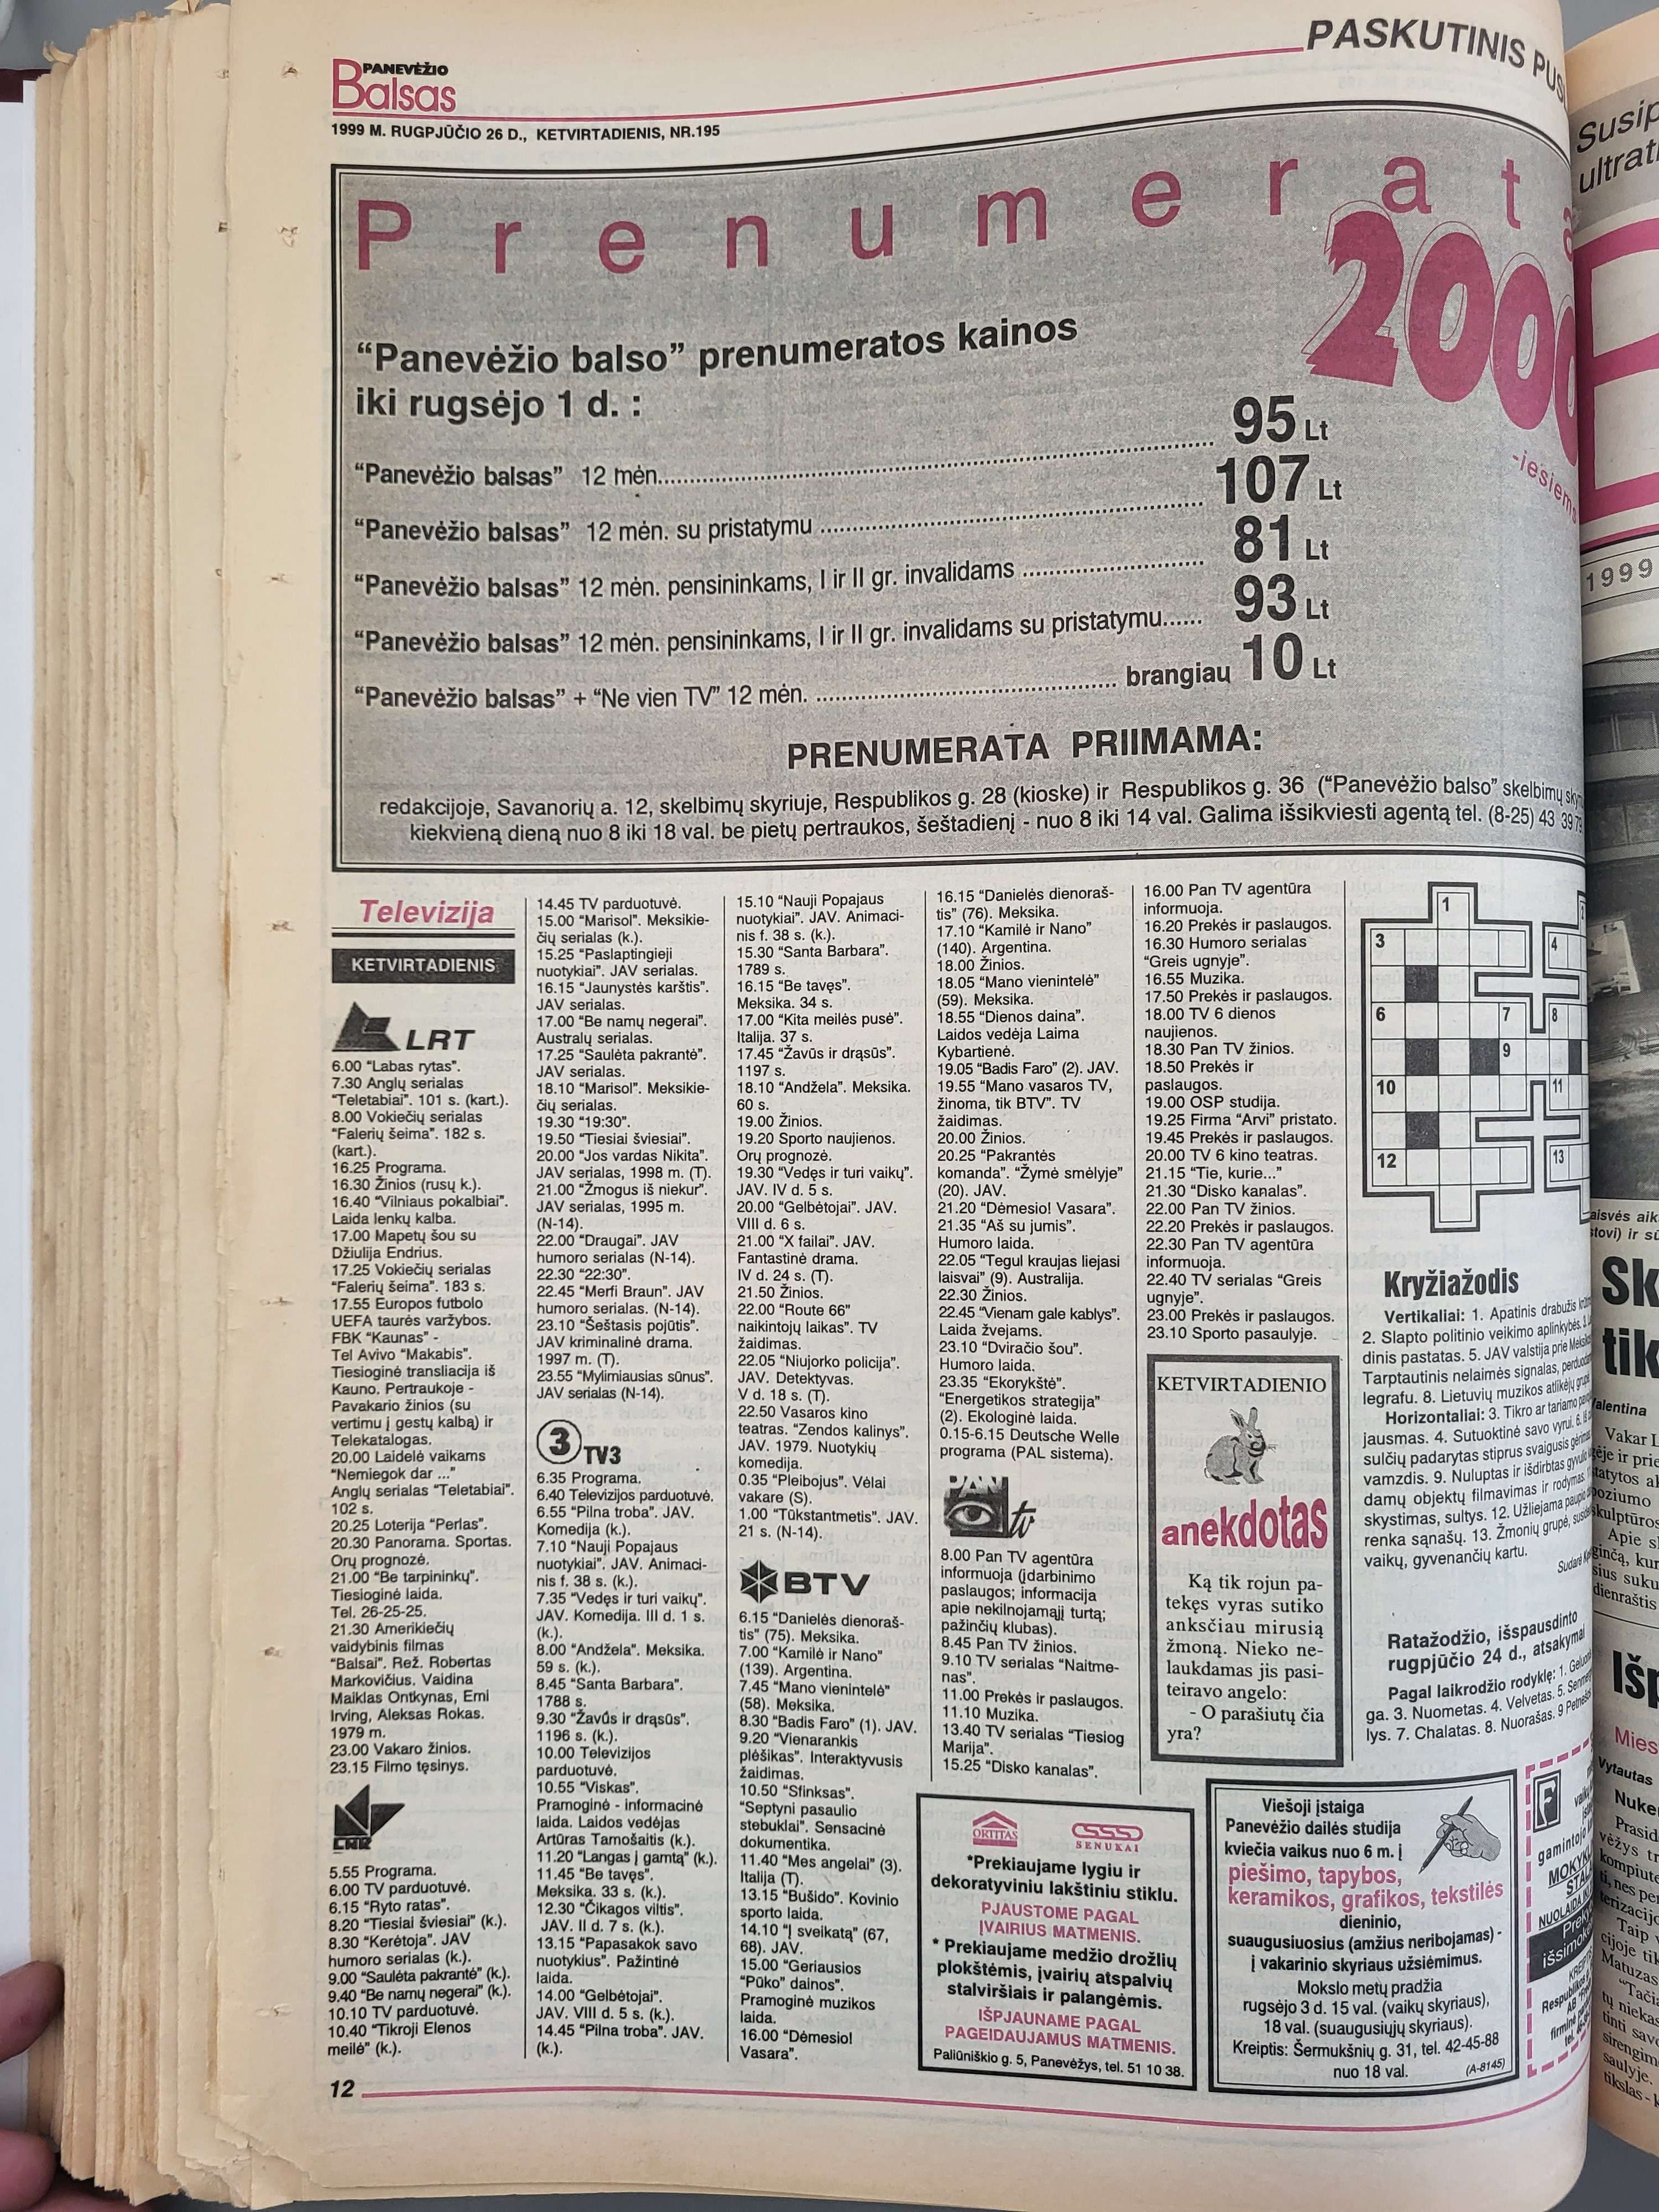 PASKUTINIS
PANEVĖŽIO
Balsas
1999 M. RUGPJŪČIO 26 D., KETVIRTADIENIS, NR.195
Prenumerata
2000
-iesiems
“Panevėžio balso” prenumeratos kainos
iki rugsėjo 1 d. :
“Panevėžio balsas” 12 mėn. 95 Lt
“Panevėžio balsas” 12 mėn. su pristatymu 107 Lt
“Panevėžio balsas” 12 mėn. pensininkams, I ir II gr. invalidams 81 Lt
“Panevėžio balsas” 12 mėn. pensininkams, I ir II gr. invalidams su pristatymu...... 93 Lt
“Panevėžio balsas” + “Ne vien TV” 12 mėn. brangiau 10 Lt
PRENUMERATA PRIIMAMA:
redakcijoje, Savanorių a. 12, skelbimų skyriuje, Respublikos g. 28 (kioske) ir Respublikos g. 36 (“Panevėžio balso” skelbimų
kiekvieną dieną nuo 8 iki 18 val. be pietų pertraukos, šeštadienį - nuo 8 iki 14 val. Galima išsikviesti agentą tel. (8-25) 43 39
Televizija
KETVIRTADIENIS
LRT
6.00 “Labas rytas”.
7.30 Anglų serialas
“Teletabiai”. 101 s. (kart.).
8.00 Vokiečių serialas
“Falerių šeima”. 182 s.
(kart.).
16.25 Programa.
16.30 Žinios (rusų k.).
16.40 “Vilniaus pokalbiai”.
Laida lenkų kalba.
17.00 Mapetų šou su
Džiulija Endrius.
17.25 Vokiečių serialas
“Falerių šeima”. 183 s.
17.55 Europos futbolo
UEFA taurės varžybos.
FBK “Kaunas” -
Tel Avivo “Makabis”.
Tiesioginė transliacija iš
Kauno. Pertraukoje -
Pavakario žinios (su
vertimu į gestų kalbą) ir
Telekatalogas.
20.00 Laidelė vaikams
“Nemiegok dar ...”
Anglų serialas “Teletabiai”.
102 s.
20.25 Loterija “Perlas”.
20.30 Panorama. Sportas.
Orų prognozė.
21.00 “Be tarpininkų”.
Tiesioginė laida.
Tel. 26-25-25.
21.30 Amerikiečių
vaidybinis filmas
“Balsai”. Rež. Robertas
Markovičius. Vaidina
Maiklas Ontkynas, Emi
Irving, Aleksas Rokas.
1979 m.
23.00 Vakaro žinios.
23.15 Filmo tęsinys.
LNK
5.55 Programa.
6.00 TV parduotuvė.
6.15 “Ryto ratas”.
8.20 “Tiesiai šviesiai” (k.).
8.30 “Kerėtoja”. JAV
humoro serialas (k.).
9.00 “Saulėta pakrantė” (k.).
9.40 “Be namų negerai” (k.).
10.10 TV parduotuvė.
10.40 “Tikroji Elenos
meilė” (k.).
14.45 TV parduotuvė.
15.00 “Marisol”. Meksikie-
čių serialas (k.).
15.25 “Paslaptingieji
nuotykiai”. JAV serialas.
16.15 “Jaunystės karštis”.
JAV serialas.
17.00 “Be namų negerai”.
Australų serialas.
17.25 “Saulėta pakrantė”.
JAV serialas.
18.10 “Marisol”. Meksikie-
čių serialas.
19.30 “19:30”.
19.50 “Tiesiai šviesiai”.
20.00 “Jos vardas Nikita”.
JAV serialas, 1998 m. (T).
21.00 “Žmogus iš niekur”.
JAV serialas, 1995 m.
(N-14).
22.00 “Draugai”. JAV
humoro serialas (N-14).
22.30 “22:30”.
22.45 “Merfi Braun”. JAV
humoro serialas. (N-14).
23.10 “Šeštasis pojūtis”.
JAV kriminalinė drama.
1997 m. (T).
23.55 “Mylimiausias sūnus”.
JAV serialas (N-14).
3 TV3
6.35 Programa.
6.40 Televizijos parduotuvė.
6.55 “Pilna troba”. JAV.
Komedija (k.).
7.10 “Nauji Popajaus
nuotykiai”. JAV. Animaci-
nis f. 38 s. (k.).
7.35 “Vedęs ir turi vaikų”.
JAV. Komedija. III d. 1 s.
(k.).
8.00 “Andžela”. Meksika.
59 s. (k.).
8.45 “Santa Barbara”.
1788 s.
9.30 “Žavūs ir drąsūs”.
1196 s. (k.).
10.00 Televizijos
parduotuvė.
10.55 “Viskas”.
Pramoginė - informacinė
laida. Laidos vedėjas
Artūras Tamošaitis (k.).
11.20 “Langas į gamtą” (k.).
11.45 “Be tavęs”.
Meksika. 33 s. (k.).
12.30 “Čikagos viltis”.
JAV. II d. 7 s. (k.).
13.15 “Papasakok savo
nuotykius”. Pažintinė
laida.
14.00 “Gelbėtojai”.
JAV. VIII d. 5 s. (k.).
14.45 “Pilna troba”. JAV.
(k.).
15.10 “Nauji Popajaus
nuotykiai”. JAV. Animaci-
nis f. 38 s. (k.).
15.30 “Santa Barbara”.
1789 s.
16.15 “Be tavęs”.
Meksika. 34 s.
17.00 “Kita meilės pusė”.
Italija. 37 s.
17.45 “Žavūs ir drąsūs”.
1197 s.
18.10 “Andžela”. Meksika.
60 s.
19.00 Žinios.
19.20 Sporto naujienos.
Orų prognozė.
19.30 “Vedęs ir turi vaikų”.
JAV. IV d. 5 s.
20.00 “Gelbėtojai”. JAV.
VIII d. 6 s.
21.00 “X failai”. JAV.
Fantastinė drama.
IV d. 24 s. (T).
21.50 Žinios.
22.00 “Route 66”
naikintojų laikas”. TV
žaidimas.
22.05 “Niujorko policija”.
JAV. Detektyvas.
V d. 18 s. (T).
22.50 Vasaros kino
teatras. “Zendos kalinys”.
JAV. 1979. Nuotykių
komedija.
0.35 “Pleibojus”. Vėlai
vakare (S).
1.00 “Tūkstantmetis”. JAV.
21 s. (N-14).
BTV
6.15 “Danielės dienoraš-
tis” (75). Meksika.
7.00 “Kamilė ir Nano”
(139). Argentina.
7.45 “Mano vienintelė”
(58). Meksika.
8.30 “Badis Faro” (1). JAV.
9.20 “Vienarankis
plėšikas”. Interaktyvusis
žaidimas.
10.50 “Sfinksas”.
“Septyni pasaulio
stebuklai”. Sensacinė
dokumentika.
11.40 “Mes angelai” (3).
Italija (T).
13.15 “Bušido”. Kovinio
sporto laida.
14.10 “Į sveikatą” (67,
68). JAV.
15.00 “Geriausios
“Pūko” dainos”.
Pramoginė muzikos
laida.
16.00 “Dėmesio!
Vasara”.
16.15 “Danielės dienoraš-
tis” (76). Meksika.
17.10 “Kamilė ir Nano”
(140). Argentina.
18.00 Žinios.
18.05 “Mano vienintelė”
(59). Meksika.
18.55 “Dienos daina”.
Laidos vedėja Laima
Kybartienė.
19.05 “Badis Faro” (2). JAV.
19.55 “Mano vasaros TV,
žinoma, tik BTV”. TV
žaidimas.
20.00 Žinios.
20.25 “Pakrantės
komanda”. “Žymė smėlyje”
(20). JAV.
21.20 “Dėmesio! Vasara”.
21.35 “Aš su jumis”.
Humoro laida.
22.05 “Tegul kraujas liejasi
laisvai” (9). Australija.
22.30 Žinios.
22.45 “Vienam gale kablys”.
Laida žvejams.
23.10 “Dviračio šou”.
Humoro laida.
23.35 “Ekorykštė”.
“Energetikos strategija”
(2). Ekologinė laida.
0.15-6.15 Deutsche Welle
programa (PAL sistema).
PAN tv
8.00 Pan TV agentūra
informuoja (įdarbinimo
paslaugos; informacija
apie nekilnojamąjį turtą;
pažinčių klubas).
8.45 Pan TV žinios.
9.10 TV serialas “Naitme-
nas”.
11.00 Prekės ir paslaugos.
11.10 Muzika.
13.40 TV serialas “Tiesiog
Marija”.
15.25 “Disko kanalas”.
16.00 Pan TV agentūra
informuoja.
16.20 Prekės ir paslaugos.
16.30 Humoro serialas
“Greis ugnyje”.
16.55 Muzika.
17.50 Prekės ir paslaugos.
18.00 TV 6 dienos
naujienos.
18.30 Pan TV žinios.
18.50 Prekės ir
paslaugos.
19.00 OSP studija.
19.25 Firma “Arvi” pristato.
19.45 Prekės ir paslaugos.
20.00 TV 6 kino teatras.
21.15 “Tie, kurie...”
21.30 “Disko kanalas”.
22.00 Pan TV žinios.
22.20 Prekės ir paslaugos.
22.30 Pan TV agentūra
informuoja.
22.40 TV serialas “Greis
ugnyje”.
23.00 Prekės ir paslaugos.
23.10 Sporto pasaulyje.
KETVIRTADIENIO
anekdotas
Ką tik rojun pa-
tekęs vyras sutiko
anksčiau mirusią
žmoną. Nieko ne-
laukdamas jis pasi-
teiravo angelo:
- O parašiutų čia
yra?
1
3
4
6
7
8
9
10
11
12
13
Kryžiažodis
Vertikaliai: 1. Apatinis drabužis
2. Slapto politinio veikimo aplinkybės.
dinis pastatas. 5. JAV valstija prie
Tarptautinis nelaimės signalas,
legrafu. 8. Lietuvių muzikos atlikėjų
Horizontaliai: 3. Tikro ar tariamo
jausmas. 4. Sutuoktinė savo vyrui. 6.
sulčių padarytas stiprus svaigusis
vamzdis. 9. Nuluptas ir išdirbtas
damų objektų filmavimas ir rodymas.
skystimas, sultys. 12. Užliejama
renka sąnašų. 13. Žmonių grupė,
vaikų, gyvenančių kartu.
Sudarė
Ratažodžio, išspausdinto
rugpjūčio 24 d., atsakymai
Pagal laikrodžio rodyklę: 1.
ga. 3. Nuometas. 4. Velvetas. 5.
lys. 7. Chalatas. 8. Nuorašas. 9
ORTITAS
SENUKAI
*Prekiaujame lygiu ir
dekoratyviniu lakštiniu stiklu.
PJAUSTOME PAGAL
ĮVAIRIUS MATMENIS.
* Prekiaujame medžio drožlių
plokštėmis, įvairių atspalvių
stalviršiais ir palangėmis.
IŠPJAUNAME PAGAL
PAGEIDAUJAMUS MATMENIS.
Paliūniškio g. 5, Panevėžys, tel. 51 10 38.
Viešoji įstaiga
Panevėžio dailės studija
kviečia vaikus nuo 6 m. į
piešimo, tapybos,
keramikos, grafikos, tekstilės
dieninio,
suaugusiuosius (amžius neribojamas) -
į vakarinio skyriaus užsiėmimus.
Mokslo metų pradžia
rugsėjo 3 d. 15 val. (vaikų skyriaus),
18 val. (suaugusiųjų skyriaus).
Kreiptis: Šermukšnių g. 31, tel. 42-45-88
nuo 18 val.
(A-8145)
12
1999